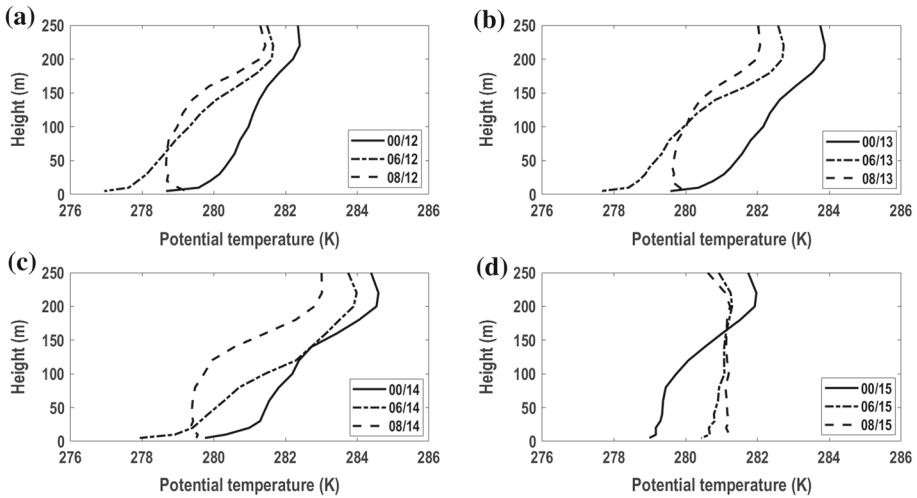 (a)
250
200
150
100
50
0
Height (m)
276 278 280 282 284 286
Potential temperature (K)
00/12
06/12
08/12
(b)
250
200
150
100
50
0
Height (m)
276 278 280 282 284 286
Potential temperature (K)
00/13
06/13
08/13
(c)
250
200
150
100
50
0
Height (m)
276 278 280 282 284 286
Potential temperature (K)
00/14
06/14
08/14
(d)
250
200
150
100
50
0
Height (m)
276 278 280 282 284 286
Potential temperature (K)
00/15
06/15
08/15